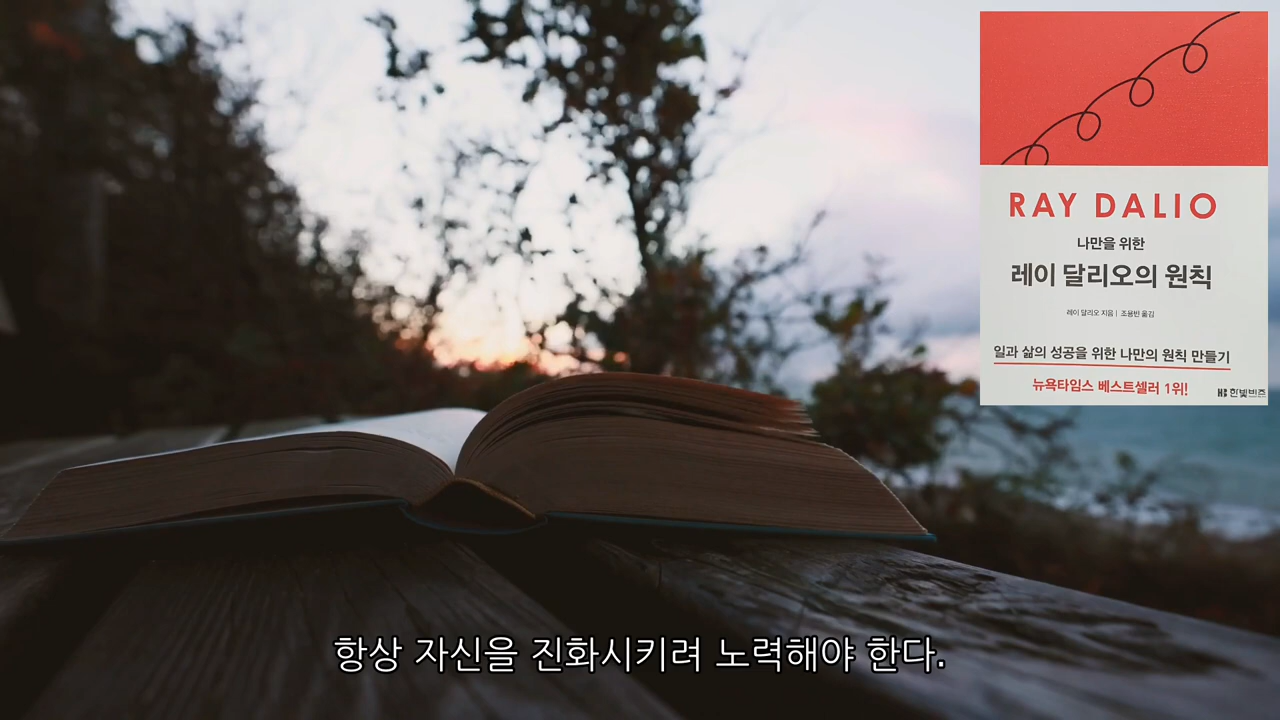 RAY DALIO
나만을 위한
레이 달리오의 원칙
레이 달리오 지음 | 조용빈 옮김
일과 삶의 성공을 위한 나만의 원칙 만들기
뉴욕타임스 베스트셀러 1위!
HB 한빛비즈
항상 자신을 진화시키려 노력해야 한다.